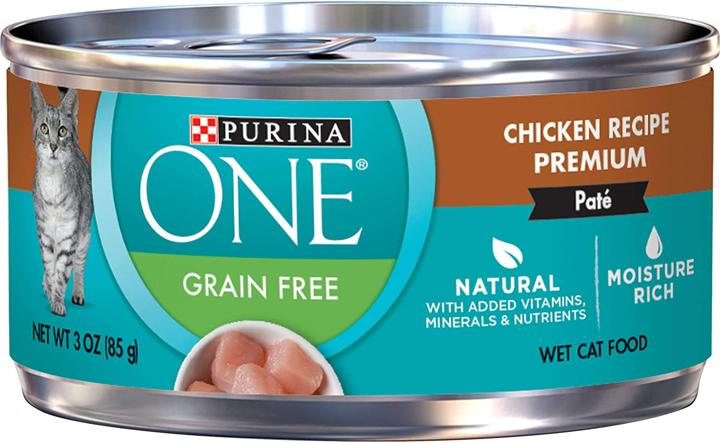 PURINA
ONE®
GRAIN FREE
NET WT 3 OZ (85 g)
CHICKEN RECIPE
PREMIUM
Paté
NATURAL
WITH ADDED VITAMINS,
MINERALS & NUTRIENTS
MOISTURE
RICH
WET CAT FOOD